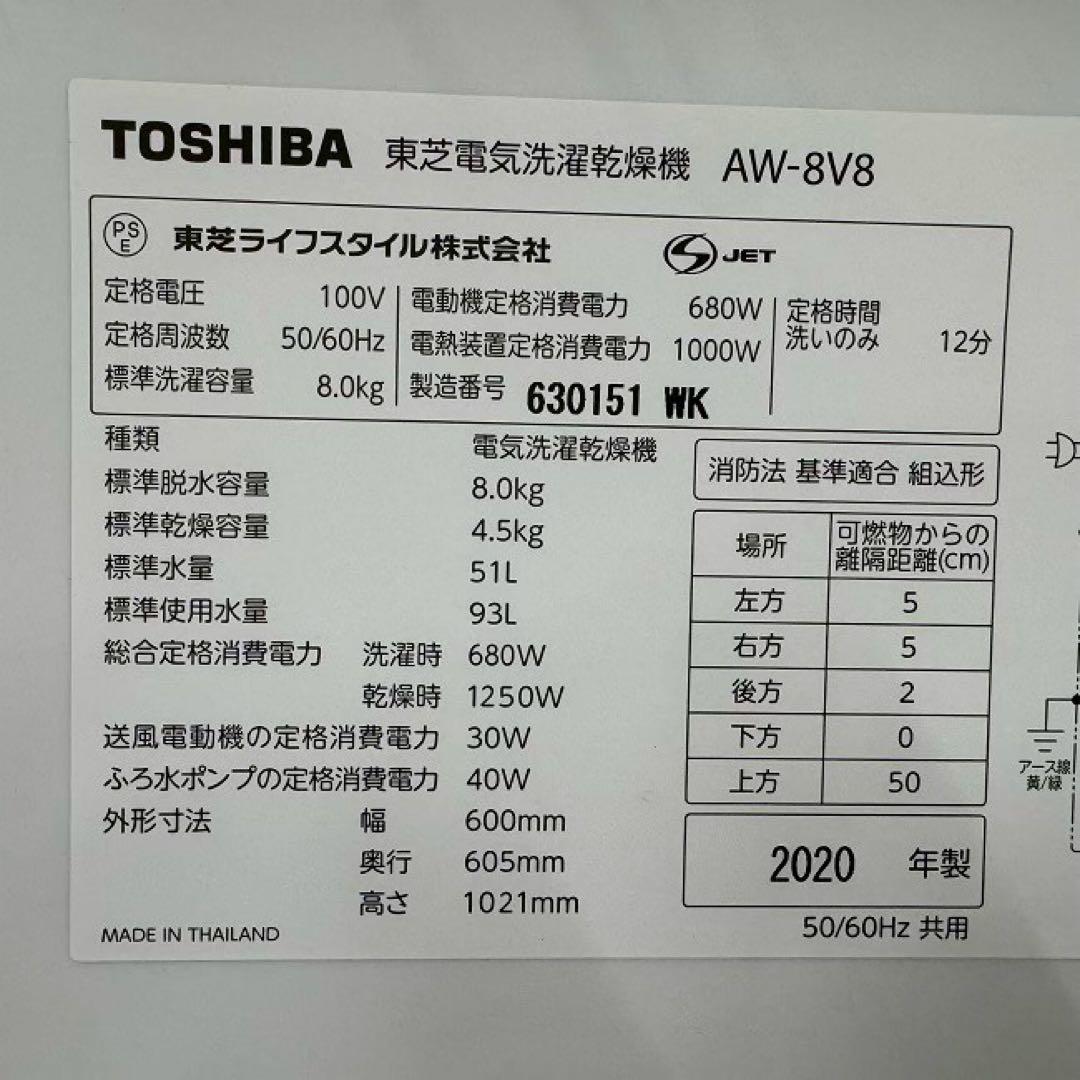 TOSHIBA 東芝電気洗濯乾燥機 AW-8V8
PS E 東芝ライフスタイル株式会社 S JET
定格電圧 100V
定格周波数 50/60Hz
標準洗濯容量 8.0kg
電動機定格消費電力 680W
電熱装置定格消費電力 1000W
製造番号 630151 WK
定格時間
洗いのみ 12分
種類 電気洗濯乾燥機
標準脱水容量 8.0kg
標準乾燥容量 4.5kg
標準水量 51L
標準使用水量 93L
総合定格消費電力 洗濯時 680W
乾燥時 1250W
送風電動機の定格消費電力 30W
ふろ水ポンプの定格消費電力 40W
外形寸法 幅 600mm
奥行 605mm
高さ 1021mm
MADE IN THAILAND
消防法 基準適合 組込形
場所 可燃物からの
離隔距離(cm)
左方 5
右方 5
後方 2
下方 0
上方 50
2020 年製
50/60Hz 共用
アース線
黄/緑